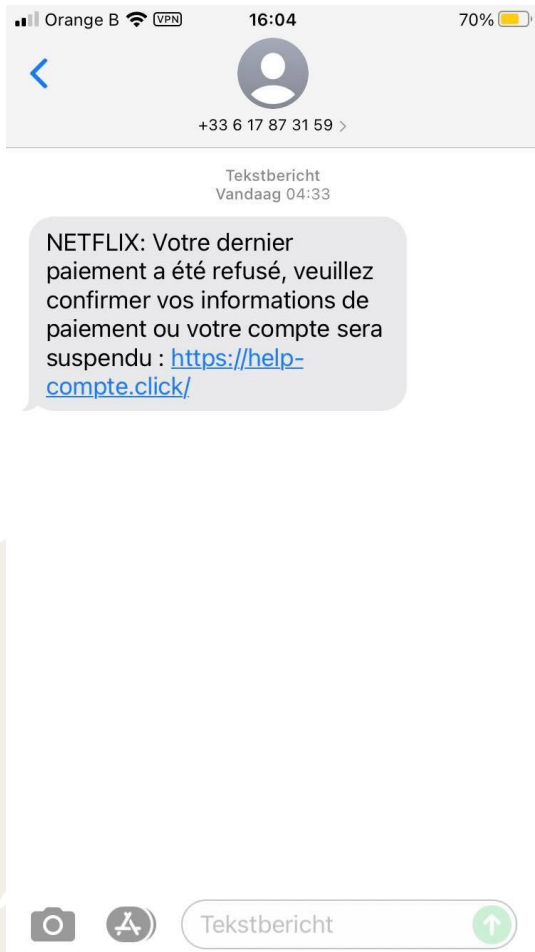 Orange B VPN 16:04 70%
+33 6 17 87 31 59 >
Tekstbericht
Vandaag 04:33
NETFLIX: Votre dernier
paiement a été refusé, veuillez
confirmer vos informations de
paiement ou votre compte sera
suspendu : https://help-
compte.click/
Tekstbericht